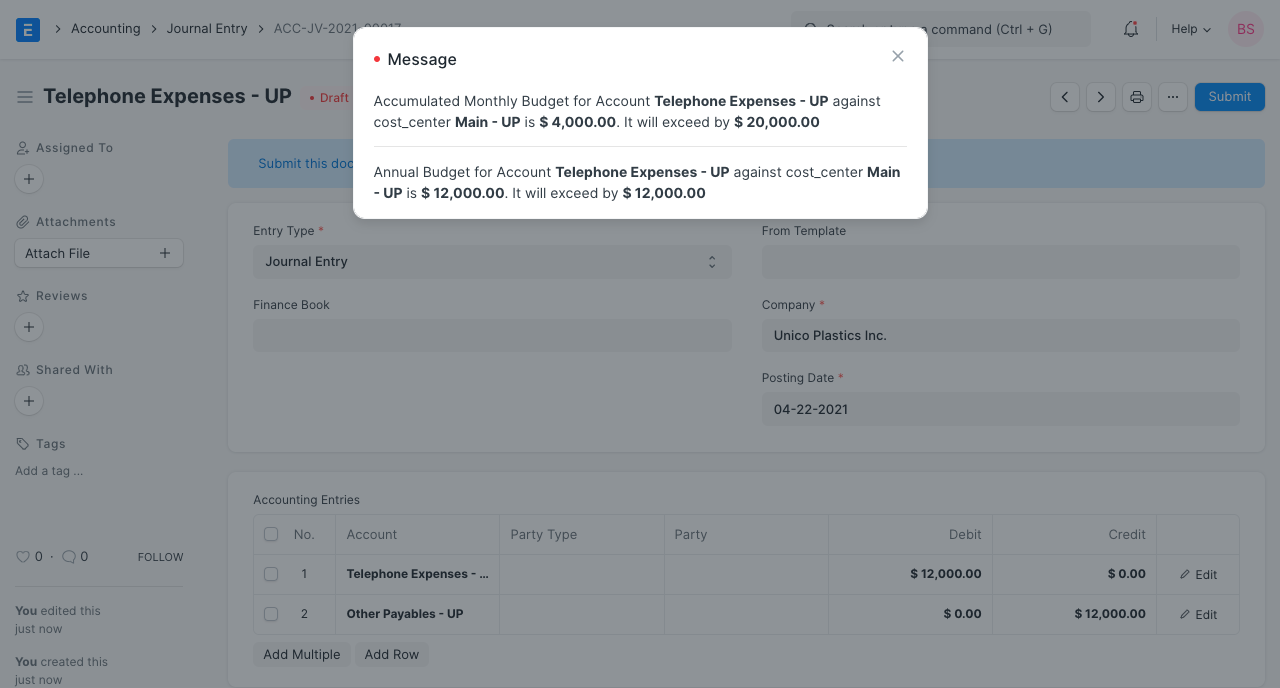 E
Accounting
Journal Entry
ACC-JV-2021-00017
command (Ctrl + G)
Help
BS
Message
Accumulated Monthly Budget for Account Telephone Expenses - UP against
cost_center Main - UP is $ 4,000.00. It will exceed by $ 20,000.00
Annual Budget for Account Telephone Expenses - UP against cost_center Main
- UP is $ 12,000.00. It will exceed by $ 12,000.00
Telephone Expenses - UP
Draft
Submit
Assigned To
Submit this doc
Attachments
Attach File
Reviews
Shared With
Tags
Add a tag ...
0 · 0 FOLLOW
You edited this
just now
You created this
just now
Entry Type *
Journal Entry
From Template
Finance Book
Company *
Unico Plastics Inc.
Posting Date *
04-22-2021
Accounting Entries
No. Account Party Type Party Debit Credit
1 Telephone Expenses - ... $ 12,000.00 $ 0.00 Edit
2 Other Payables - UP $ 0.00 $ 12,000.00 Edit
Add Multiple Add Row